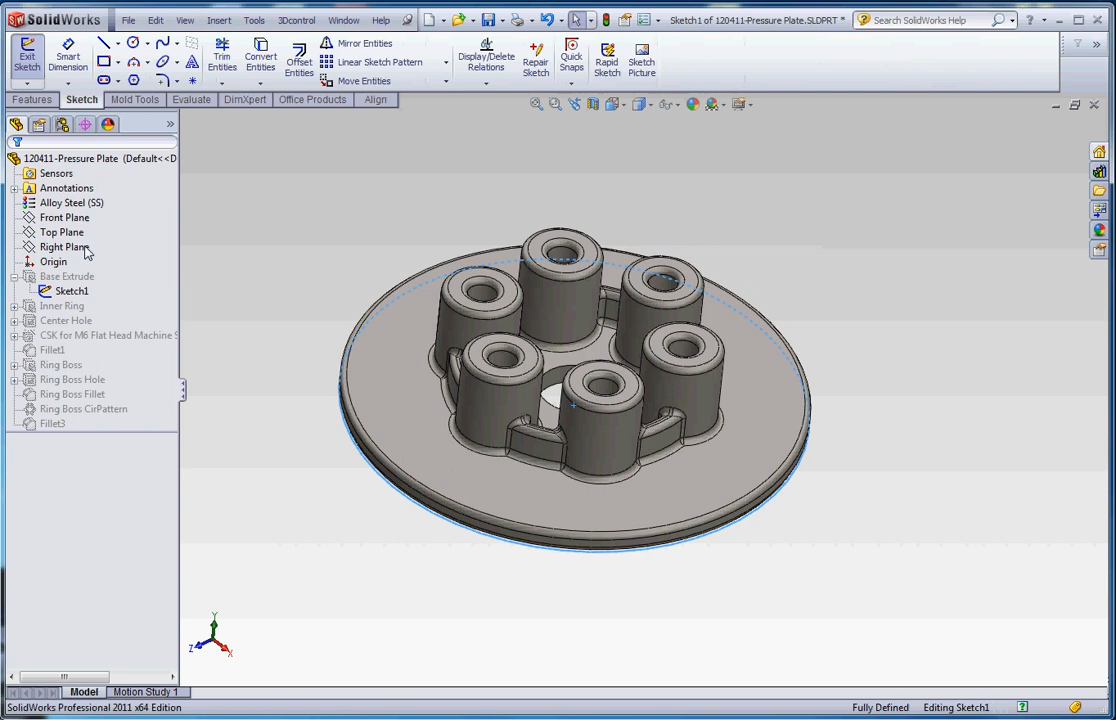 SolidWorks
File Edit View Insert Tools 3Dcontrol Window Help
Sketch1 of 120411-Pressure Plate.SLDPRT *
Search SolidWorks Help
Exit Sketch
Smart Dimension
Trim Entities
Convert Entities
Offset Entities
Mirror Entities
Linear Sketch Pattern
Move Entities
Display/Delete Relations
Repair Sketch
Quick Snaps
Rapid Sketch
Sketch Picture
Features Sketch Mold Tools Evaluate DimXpert Office Products Align
120411-Pressure Plate (Default<<D
Sensors
Annotations
Alloy Steel (SS)
Front Plane
Top Plane
Right Plane
Origin
Base Extrude
Sketch1
Inner Ring
Center Hole
CSK for M6 Flat Head Machine S
Fillet1
Ring Boss
Ring Boss Hole
Ring Boss Fillet
Ring Boss CirPattern
Fillet3
Y
Z
X
Model Motion Study 1
SolidWorks Professional 2011 x64 Edition
Fully Defined Editing Sketch1